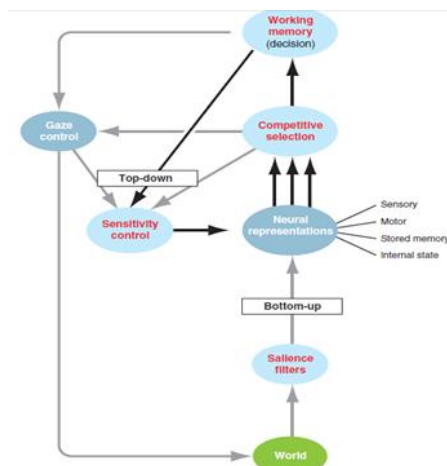 Working
memory
(decision)
Gaze
control
Competitive
selection
Top-down
Sensitivity
control
Neural
representations
Sensory
Motor
Stored memory
Internal state
Bottom-up
Salience
filters
World